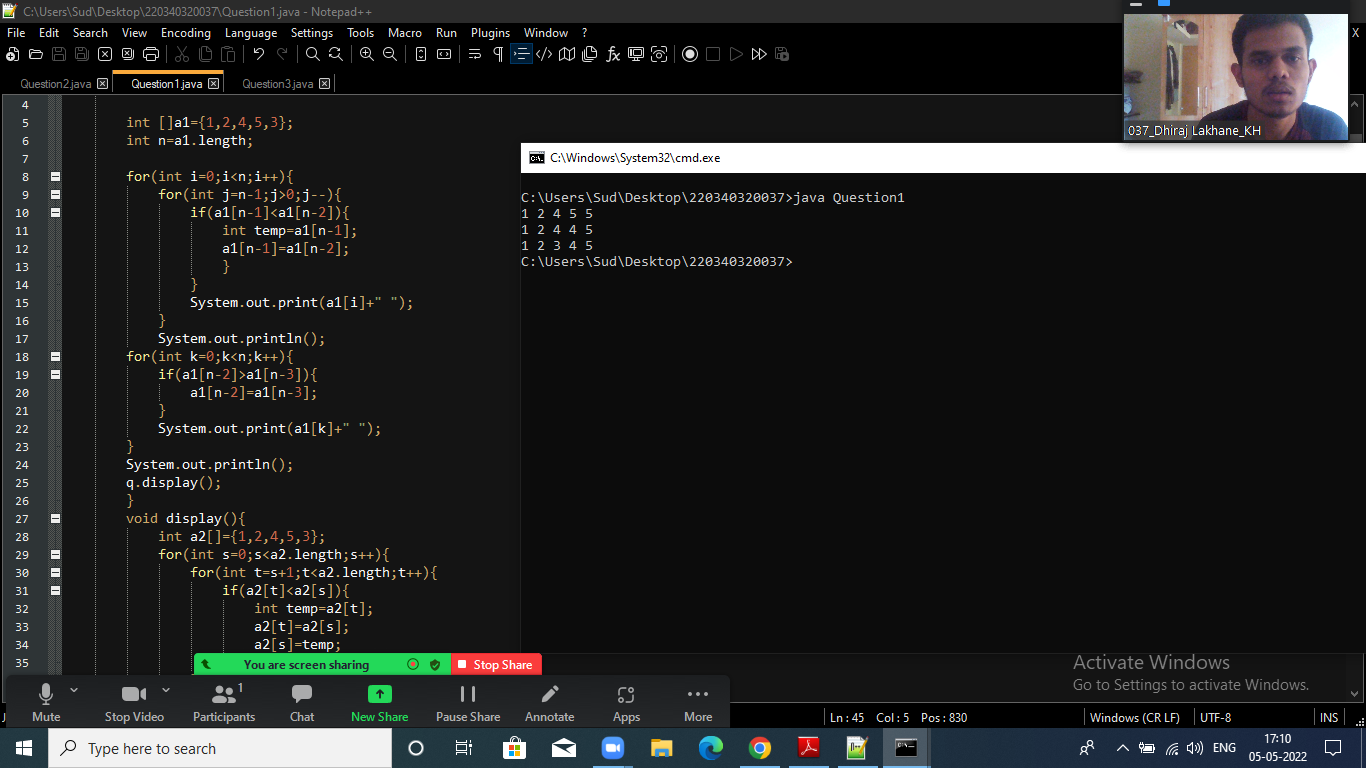 C:\Users\Sud\Desktop\220340320037\Question1.java - Notepad++
File Edit Search View Encoding Language Settings Tools Macro Run Plugins Window ? X
Question2.java Question1.java Question3.java
4
5 int []a1={1,2,4,5,3};
6 int n=a1.length;
7
8 for(int i=0;i<n;i++){
9 for(int j=n-1;j>0;j--){
10 if(a1[n-1]<a1[n-2]){
11 int temp=a1[n-1];
12 a1[n-1]=a1[n-2];
13 }
14 }
15 System.out.print(a1[i]+" ");
16 }
17 System.out.println();
18 for(int k=0;k<n;k++){
19 if(a1[n-2]>a1[n-3]){
20 a1[n-2]=a1[n-3];
21 }
22 System.out.print(a1[k]+" ");
23 }
24 System.out.println();
25 q.display();
26 }
27 void display(){
28 int a2[]={1,2,4,5,3};
29 for(int s=0;s<a2.length;s++){
30 for(int t=s+1;t<a2.length;t++){
31 if(a2[t]<a2[s]){
32 int temp=a2[t];
33 a2[t]=a2[s];
34 a2[s]=temp;
35
037_Dhiraj Lakhane_KH
C:\Windows\System32\cmd.exe
C:\Users\Sud\Desktop\220340320037>java Question1
1 2 4 5 5
1 2 4 4 5
1 2 3 4 5
C:\Users\Sud\Desktop\220340320037>
You are screen sharing Stop Share
Activate Windows
Go to Settings to activate Windows.
1
Mute Stop Video Participants Chat New Share Pause Share Annotate Apps More
Ln : 45 Col : 5 Pos : 830 Windows (CR LF) UTF-8 INS
Type here to search
ENG
17:10
05-05-2022